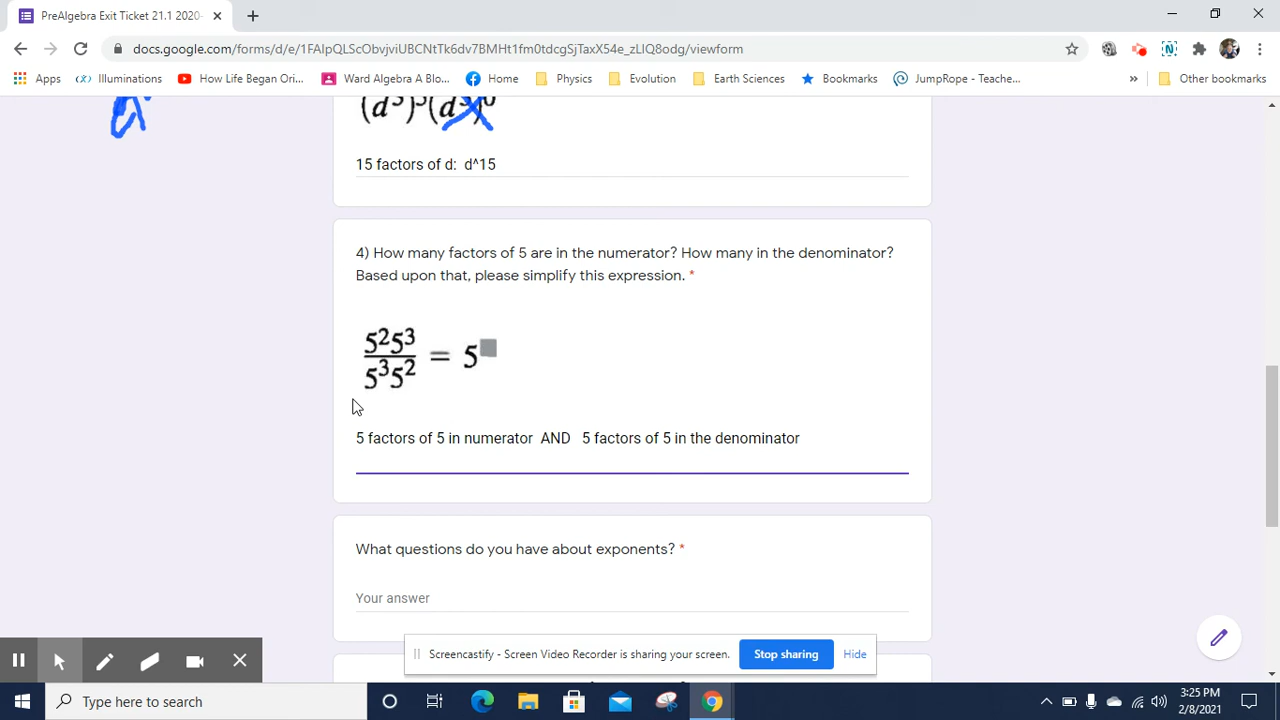 PreAlgebra Exit Ticket 21.1 2020-
docs.google.com/forms/d/e/1FAIpQLScObvjviUBCNtTk6dv7BMHt1fm0tdcgSjTaxX54e_zLIQ8odg/viewform
Apps
Illuminations
How Life Began Ori...
Ward Algebra A Blo...
Home
Physics
Evolution
Earth Sciences
Bookmarks
JumpRope - Teache...
»
Other bookmarks
15 factors of d: d^15
4) How many factors of 5 are in the numerator? How many in the denominator?
Based upon that, please simplify this expression. *
5²5³
5³5²
= 5
5 factors of 5 in numerator AND 5 factors of 5 in the denominator
What questions do you have about exponents? *
Your answer
Screencastify - Screen Video Recorder is sharing your screen.
Stop sharing
Hide
Type here to search
3:25 PM
2/8/2021